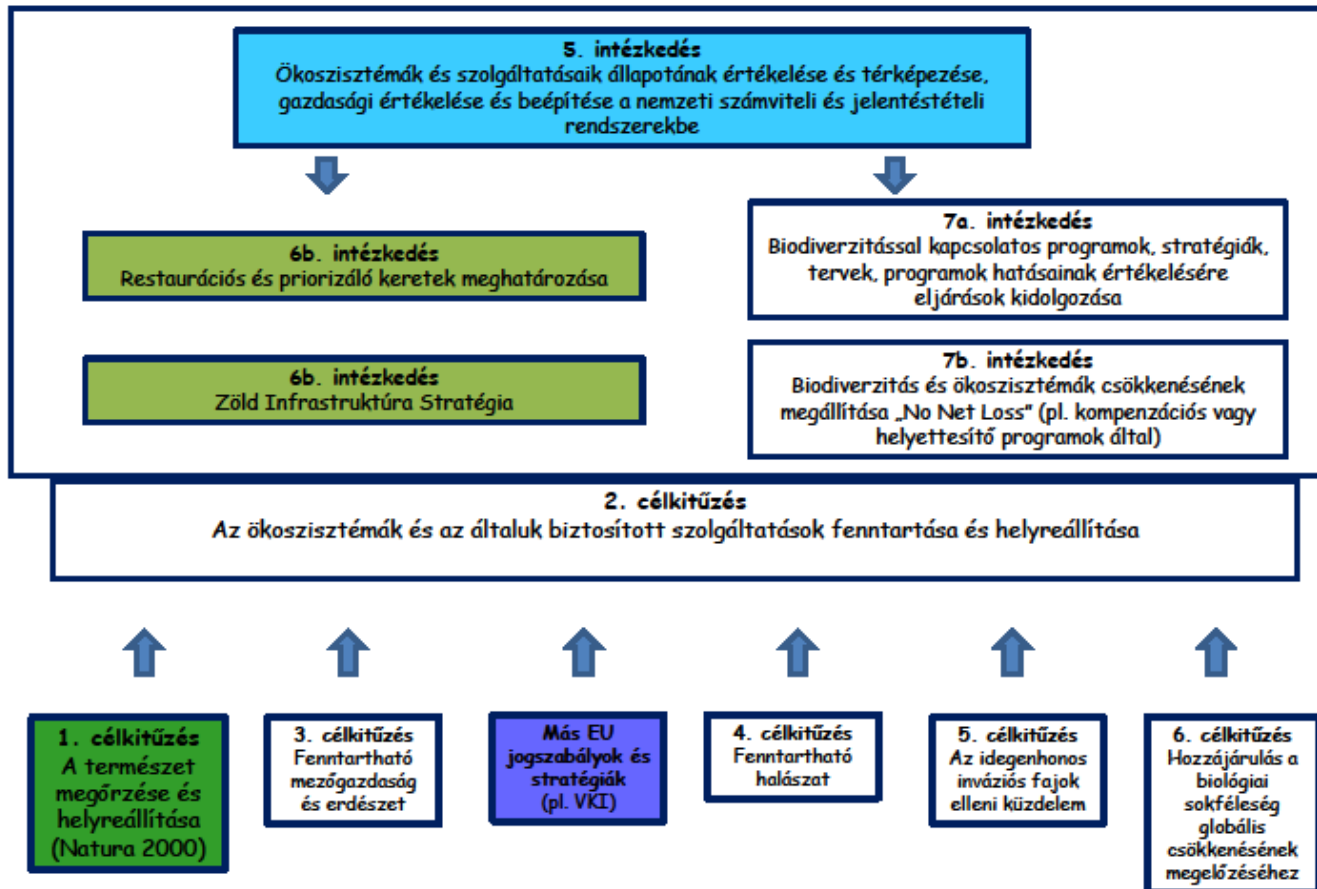 5. intézkedés
Ökoszisztémák és szolgáltatásaik állapotának értékelése és térképezése,
gazdasági értékelése és beépítése a nemzeti számviteli és jelentéstételi
rendszerekbe
6b. intézkedés
Restaurációs és priorizáló keretek meghatározása
7a. intézkedés
Biodiverzitással kapcsolatos programok, stratégiák,
tervek, programok hatásainak értékelésére
eljárások kidolgozása
6b. intézkedés
Zöld Infrastruktúra Stratégia
7b. intézkedés
Biodiverzitás és ökoszisztémák csökkenésének
megállítása „No Net Loss” (pl. kompenzációs vagy
helyettesítő programok által)
2. célkitűzés
Az ökoszisztémák és az általuk biztosított szolgáltatások fenntartása és helyreállítása
1. célkitűzés
A természet
megőrzése és
helyreállítása
(Natura 2000)
3. célkitűzés
Fenntartható
mezőgazdaság
és erdészet
Más EU
jogszabályok és
stratégiák
(pl. VKI)
4. célkitűzés
Fenntartható
halászat
5. célkitűzés
Az idegenhonos
inváziós fajok
elleni küzdelem
6. célkitűzés
Hozzájárulás a
biológiai
sokféleség
globális
csökkenésének
megelőzéséhez